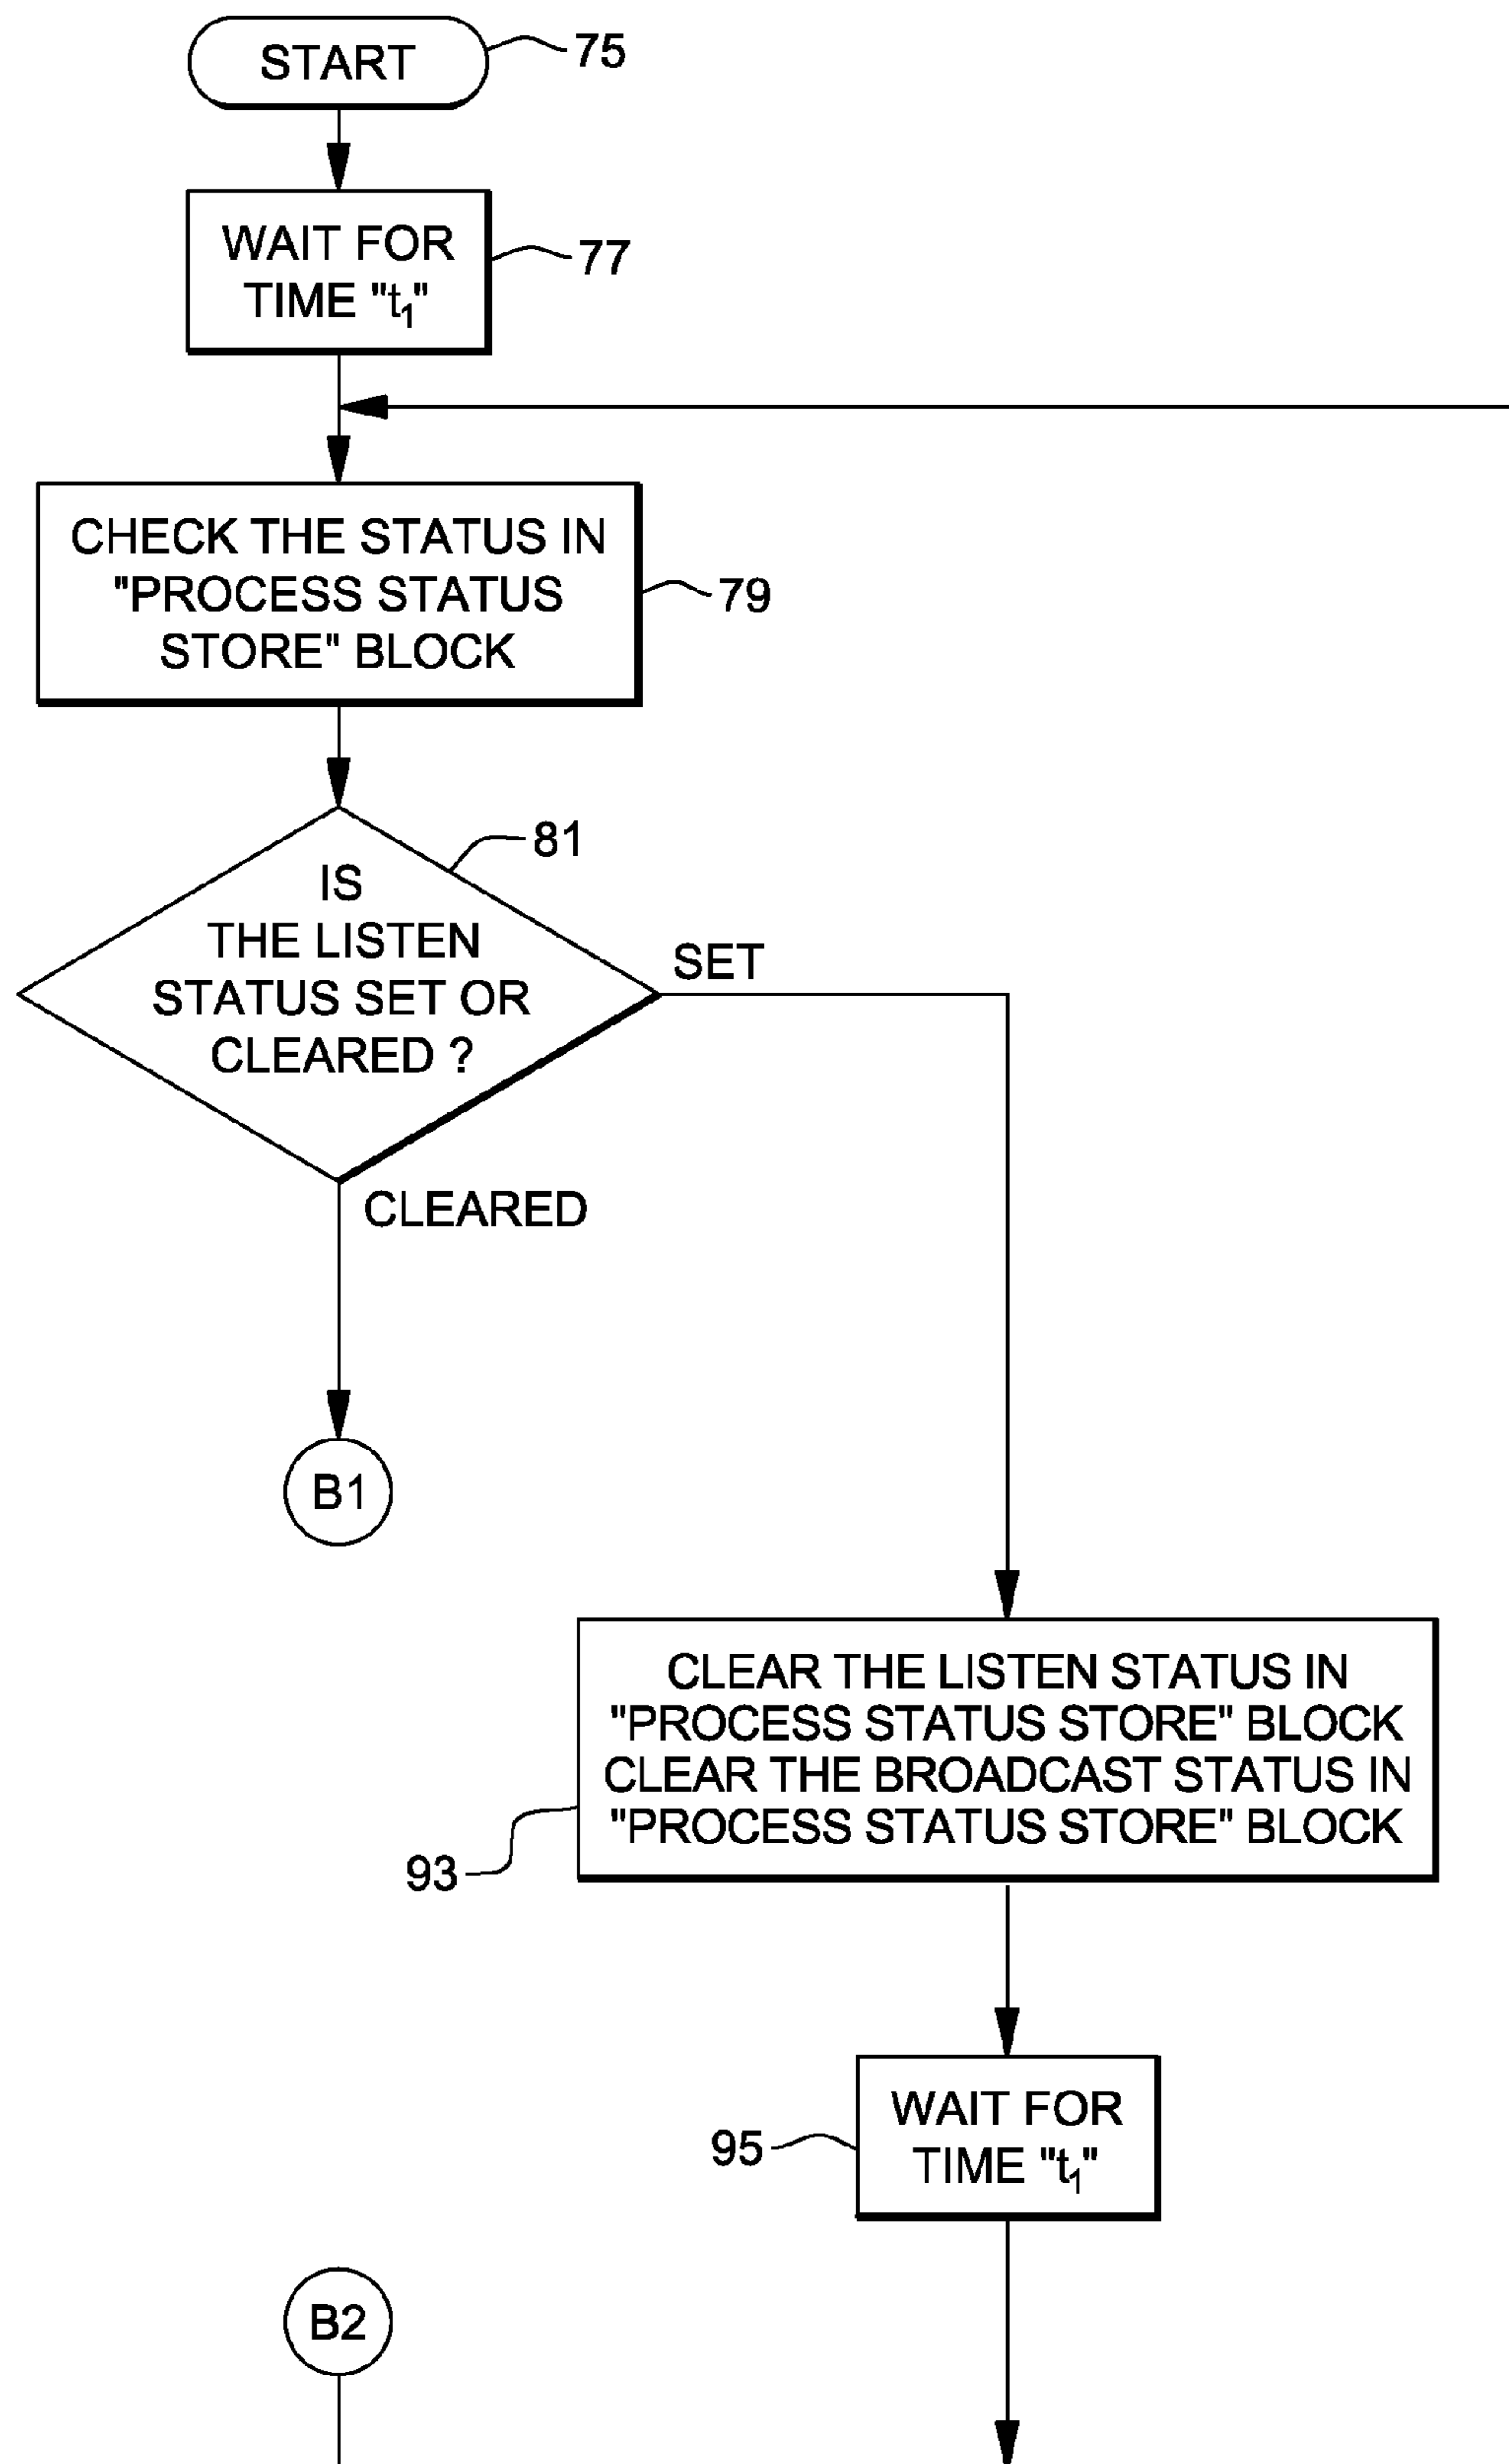 START
75
WAIT FOR
TIME "t₁"
77
CHECK THE STATUS IN
"PROCESS STATUS
STORE" BLOCK
79
81
IS
THE LISTEN
STATUS SET OR
CLEARED ?
SET
CLEARED
B1
CLEAR THE LISTEN STATUS IN
"PROCESS STATUS STORE" BLOCK
CLEAR THE BROADCAST STATUS IN
"PROCESS STATUS STORE" BLOCK
93
WAIT FOR
TIME "t₁"
95
B2